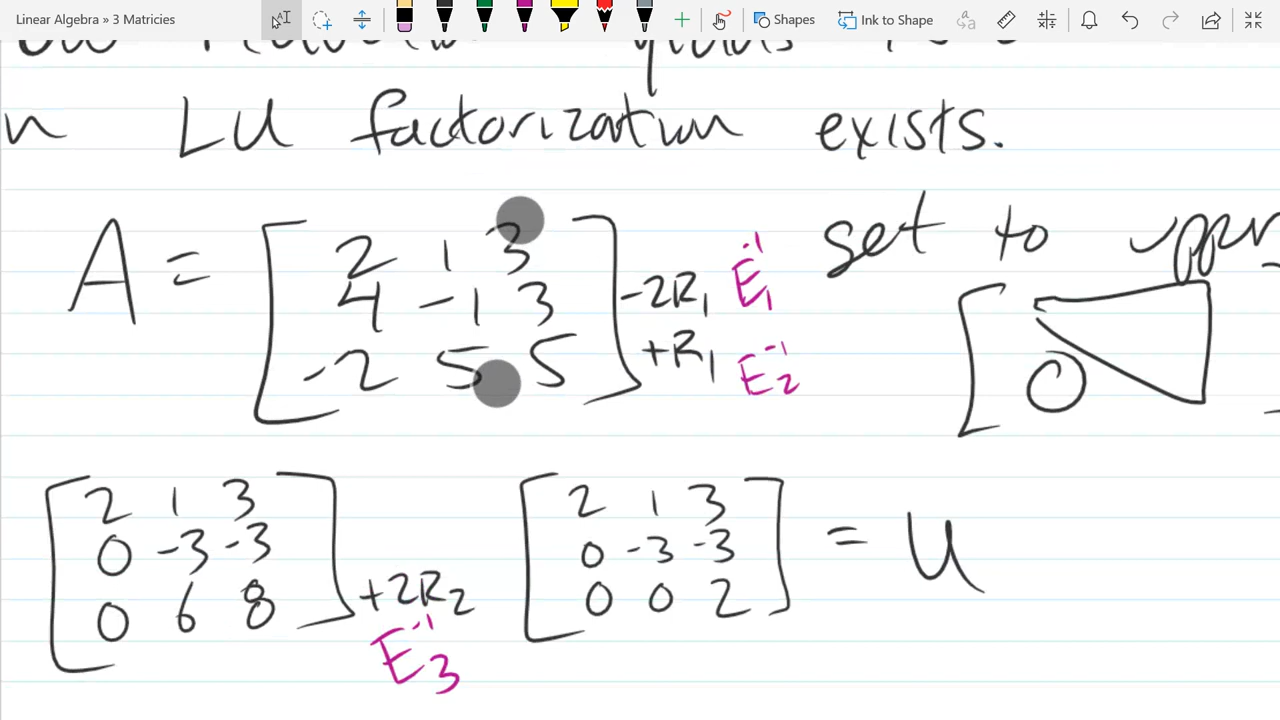 Linear Algebra » 3 Matricies
Shapes
Ink to Shape
LU factorization exists.
A = [ 2 1 3
4 -1 3 -2R₁ E₁⁻¹
-2 5 5 ] +R₁ E₂⁻¹
set to upper
0
[ 2 1 3
0 -3 -3
0 6 8 ] +2R₂
E₃⁻¹
[ 2 1 3
0 -3 -3
0 0 2 ] = U